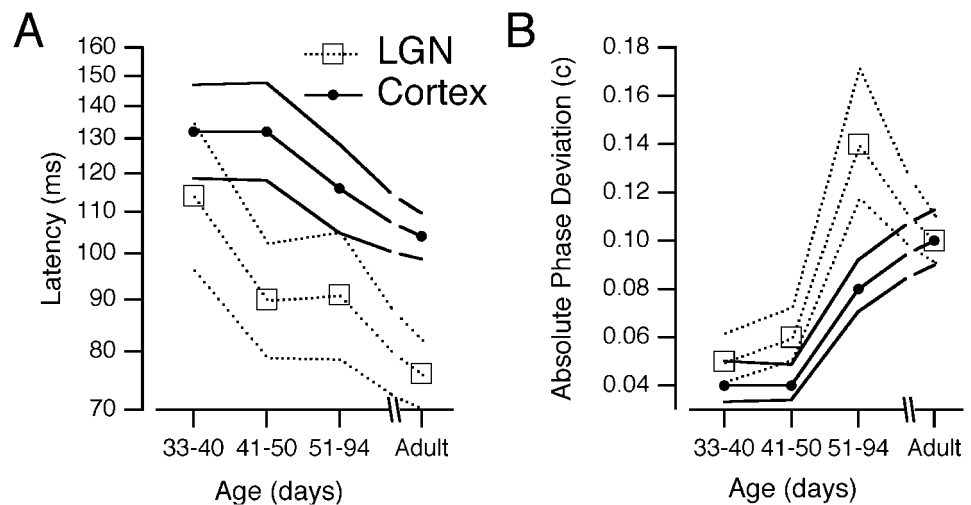 A
B
LGN
Cortex
Latency (ms)
160
150
140
130
120
110
100
90
80
70
33-40
41-50
51-94
Adult
Age (days)
Absolute Phase Deviation (c)
0.18
0.16
0.14
0.12
0.10
0.08
0.06
0.04
33-40
41-50
51-94
Adult
Age (days)